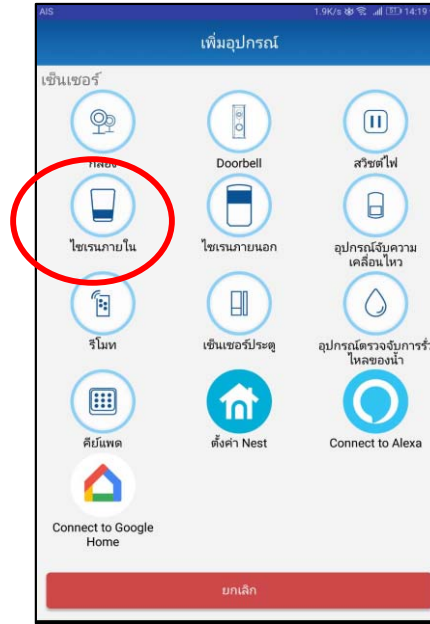 AIS 1.9K/s 14:19
เพิ่มอุปกรณ์
เซ็นเซอร์
กล้อง Doorbell สวิชต์ไฟ
ไซเรนภายใน ไซเรนภายนอก อุปกรณ์จับความ
เคลื่อนไหว
รีโมท เซ็นเซอร์ประตู อุปกรณ์ตรวจจับการรั่ว
ไหลของน้ำ
คีย์แพด ตั้งค่า Nest Connect to Alexa
Connect to Google
Home
ยกเลิก